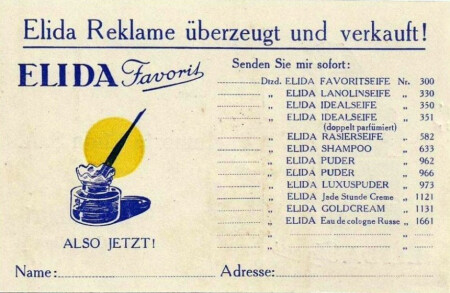 Elida Reklame überzeugt und verkauft!
ELIDA Favorit
Senden Sie mir sofort:
Dtzd. ELIDA FAVORITSEIFE Nr. 300
„ ELIDA LANOLINSEIFE „ 330
„ ELIDA IDEALSEIFE „ 350
„ ELIDA IDEALSEIFE „ 351
(doppelt parfümiert)
„ ELIDA RASIERSEIFE „ 582
„ ELIDA SHAMPOO „ 633
„ ELIDA PUDER „ 962
„ ELIDA PUDER „ 966
„ ELIDA LUXUSPUDER „ 973
„ ELIDA Jade Stunde Creme „ 1121
„ ELIDA GOLDCREAM „ 1131
„ ELIDA Eau de cologne Russe „ 1661
„ „
„ „
ALSO JETZT!
Name: Adresse: